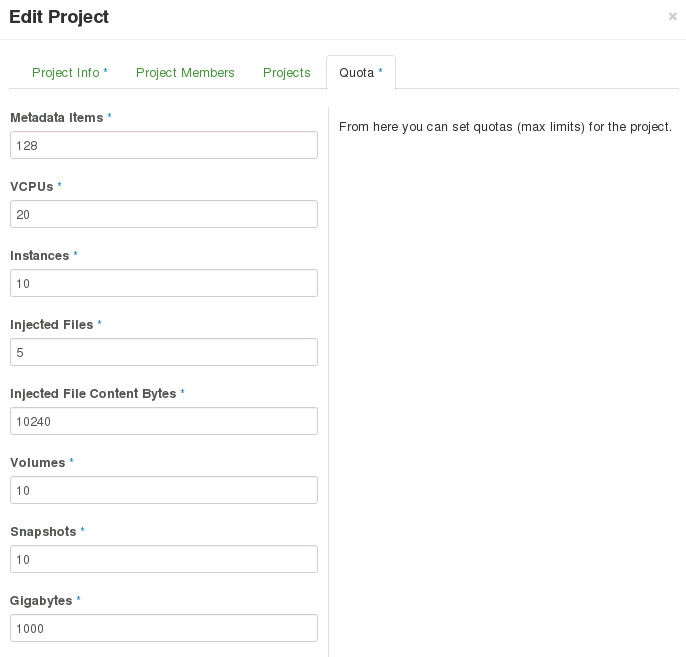 Edit Project
×
Project Info *
Project Members
Projects
Quota *
Metadata Items *
128
VCPUs *
20
Instances *
10
Injected Files *
5
Injected File Content Bytes *
10240
Volumes *
10
Snapshots *
10
Gigabytes *
1000
From here you can set quotas (max limits) for the project.